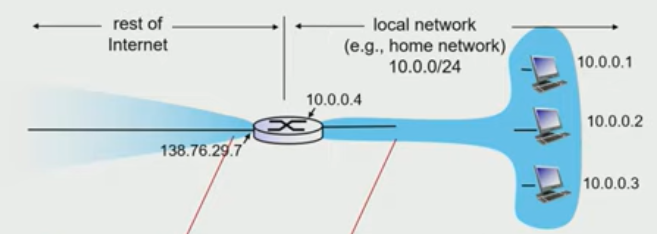 rest of
Internet
local network
(e.g., home network)
10.0.0/24
10.0.0.1
10.0.0.4
10.0.0.2
138.76.29.7
10.0.0.3